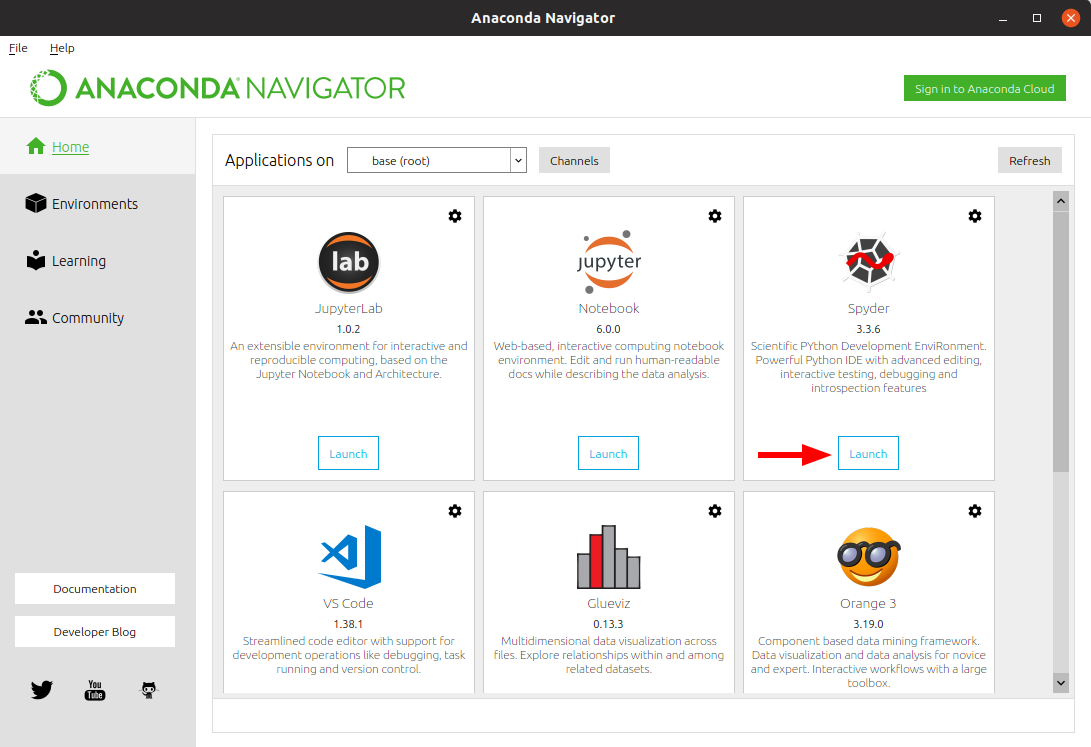 Anaconda Navigator
File Help
ANACONDA NAVIGATOR
Sign in to Anaconda Cloud
Home
Environments
Learning
Community
Documentation
Developer Blog
You
Tube
Applications on base (root) Channels Refresh
lab
JupyterLab
1.0.2
An extensible environment for interactive and
reproducible computing, based on the
Jupyter Notebook and Architecture.
Launch
jupyter
Notebook
6.0.0
Web-based, interactive computing notebook
environment. Edit and run human-readable
docs while describing the data analysis.
Launch
Spyder
3.3.6
Scientific PYthon Development EnviRonment.
Powerful Python IDE with advanced editing,
interactive testing, debugging and
introspection features
Launch
VS Code
1.38.1
Streamlined code editor with support for
development operations like debugging, task
running and version control.
Glueviz
0.13.3
Multidimensional data visualization across
files. Explore relationships within and among
related datasets.
Orange 3
3.19.0
Component based data mining framework.
Data visualization and data analysis for novice
and expert. Interactive workflows with a large
toolbox.